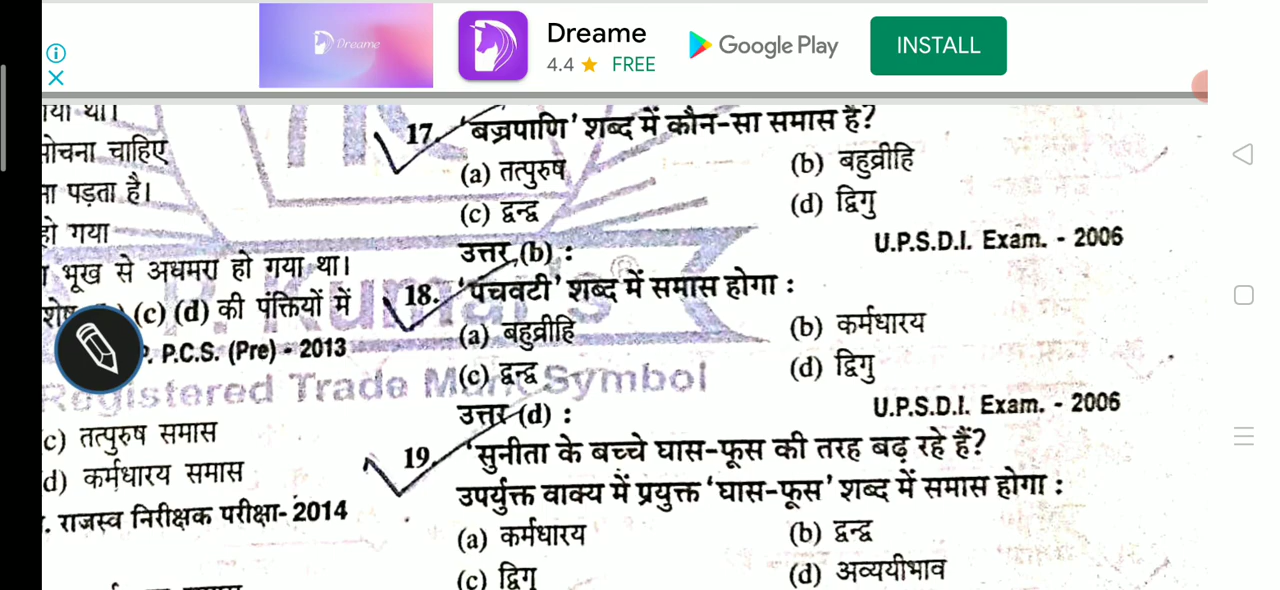 Dreame
Dreame
4.4 ★ FREE
Google Play
INSTALL
गया था।
सोचना चाहिए
ना पड़ता है।
हो गया
भूख से अधमरा हो गया था।
(c) (d) की पंक्तियों में
P.C.S. (Pre) - 2013
c) तत्पुरुष समास
d) कर्मधारय समास
. राजस्व निरीक्षक परीक्षा- 2014
17. 'बज्रपाणि' शब्द में कौन-सा समास है?
(a) तत्पुरुष (b) बहुव्रीहि
(c) द्वन्द्व (d) द्विगु
उत्तर (b) : U.P.S.D.I. Exam. - 2006
18. 'पंचवटी' शब्द में समास होगा :
(a) बहुव्रीहि (b) कर्मधारय
(c) द्वन्द्व (d) द्विगु
उत्तर (d) : U.P.S.D.I. Exam. - 2006
19. 'सुनीता के बच्चे घास-फूस की तरह बढ़ रहे हैं?
उपर्युक्त वाक्य में प्रयुक्त 'घास-फूस' शब्द में समास होगा :
(a) कर्मधारय (b) द्वन्द्व
(c) द्विगु (d) अव्ययीभाव
Kumar's
Registered Trade Mark Symbol